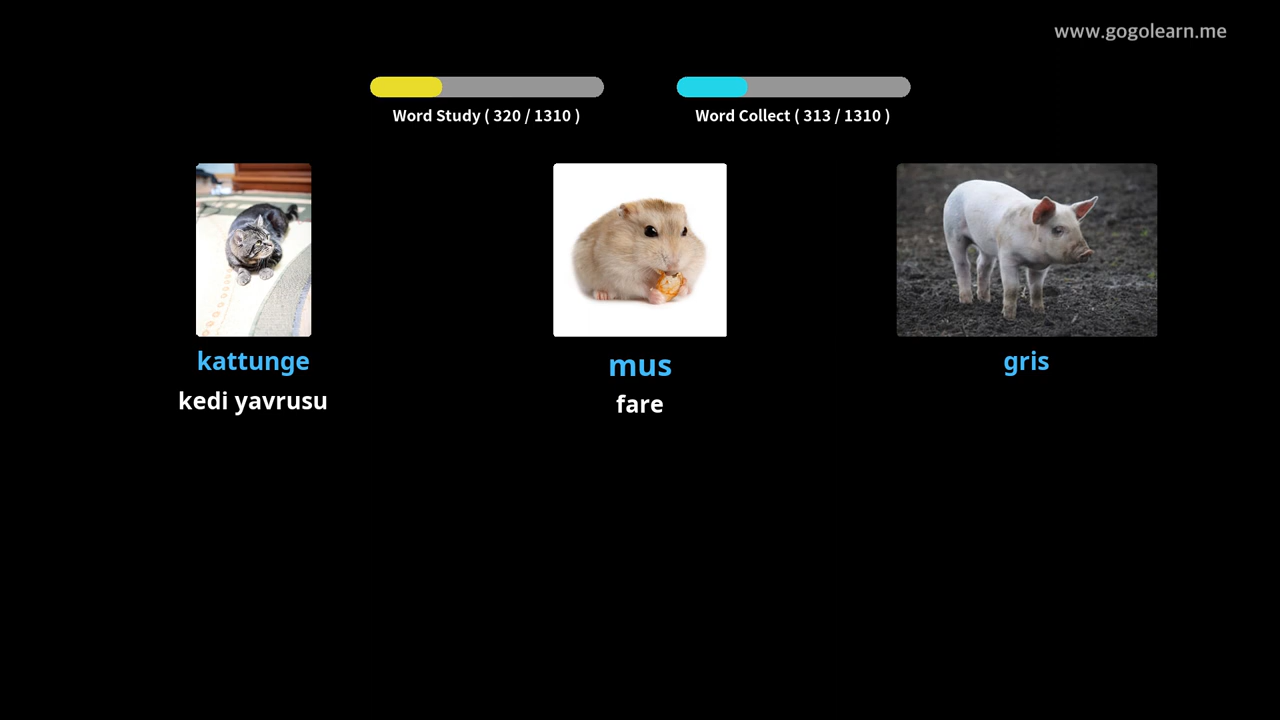 www.gogolearn.me
Word Study ( 320 / 1310 )
Word Collect ( 313 / 1310 )
kattunge
kedi yavrusu
mus
fare
gris